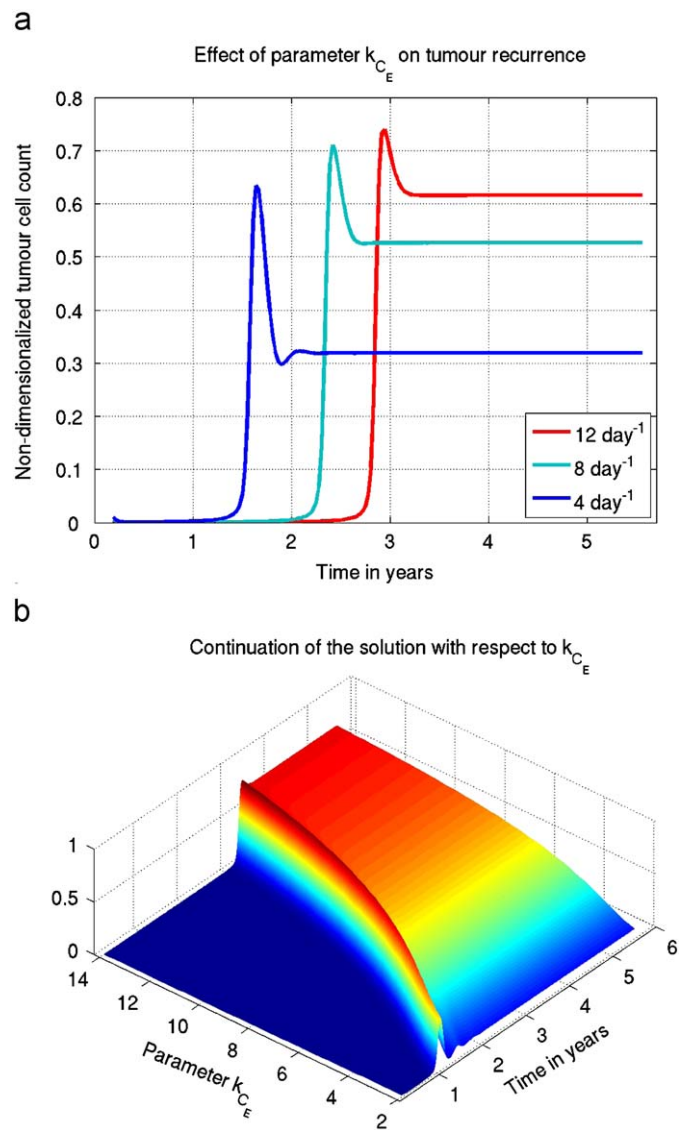 a
Effect of parameter k_{C_E} on tumour recurrence
Non-dimensionalized tumour cell count
0.8
0.7
0.6
0.5
0.4
0.3
0.2
0.1
0
0 1 2 3 4 5
Time in years
12 day⁻¹
8 day⁻¹
4 day⁻¹
b
Continuation of the solution with respect to k_{C_E}
1
0.5
0
14 12 10 8 6 4 2
Parameter k_{C_E}
1 2 3 4 5 6
Time in years